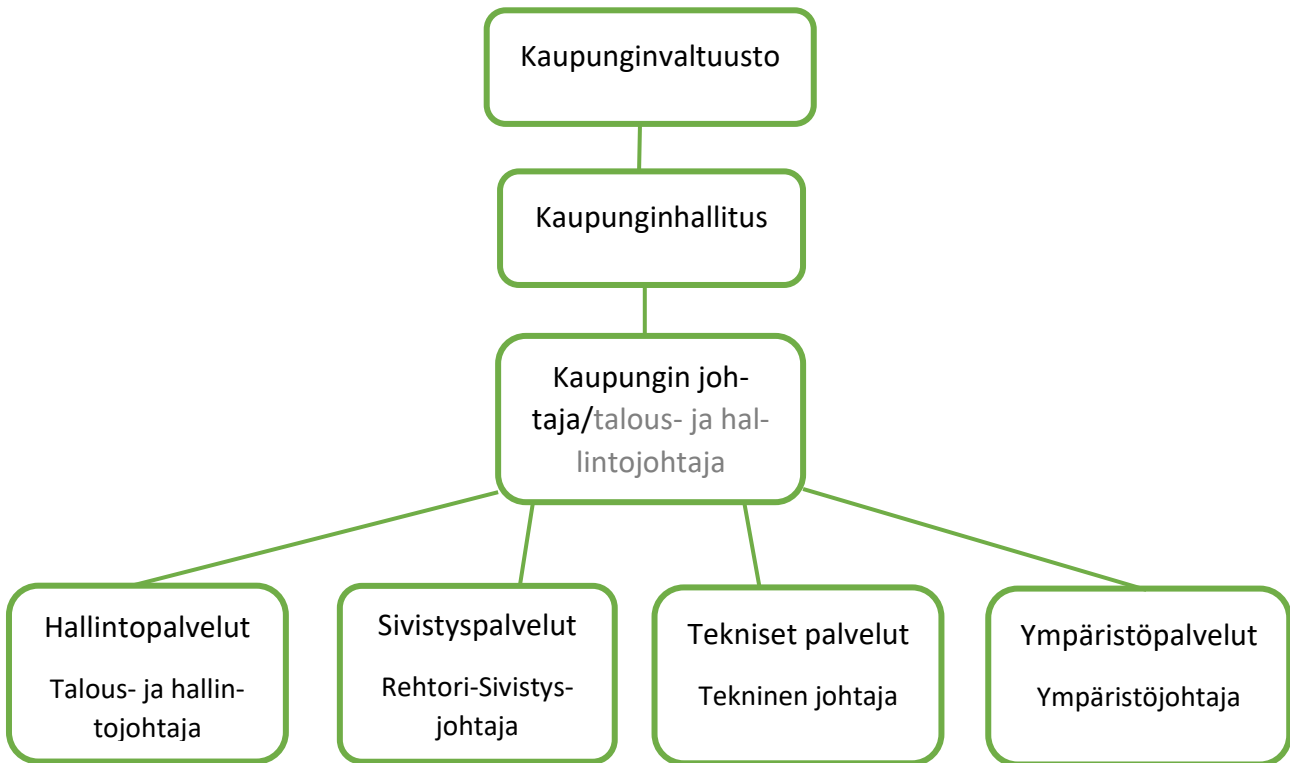 Kaupunginvaltuusto
Kaupunginhallitus
Kaupungin joh-
taja/talous- ja hal-
lintojohtaja
Hallintopalvelut
Talous- ja hallin-
tojohtaja
Sivistyspalvelut
Rehtori-Sivistys-
johtaja
Tekniset palvelut
Tekninen johtaja
Ympäristöpalvelut
Ympäristöjohtaja